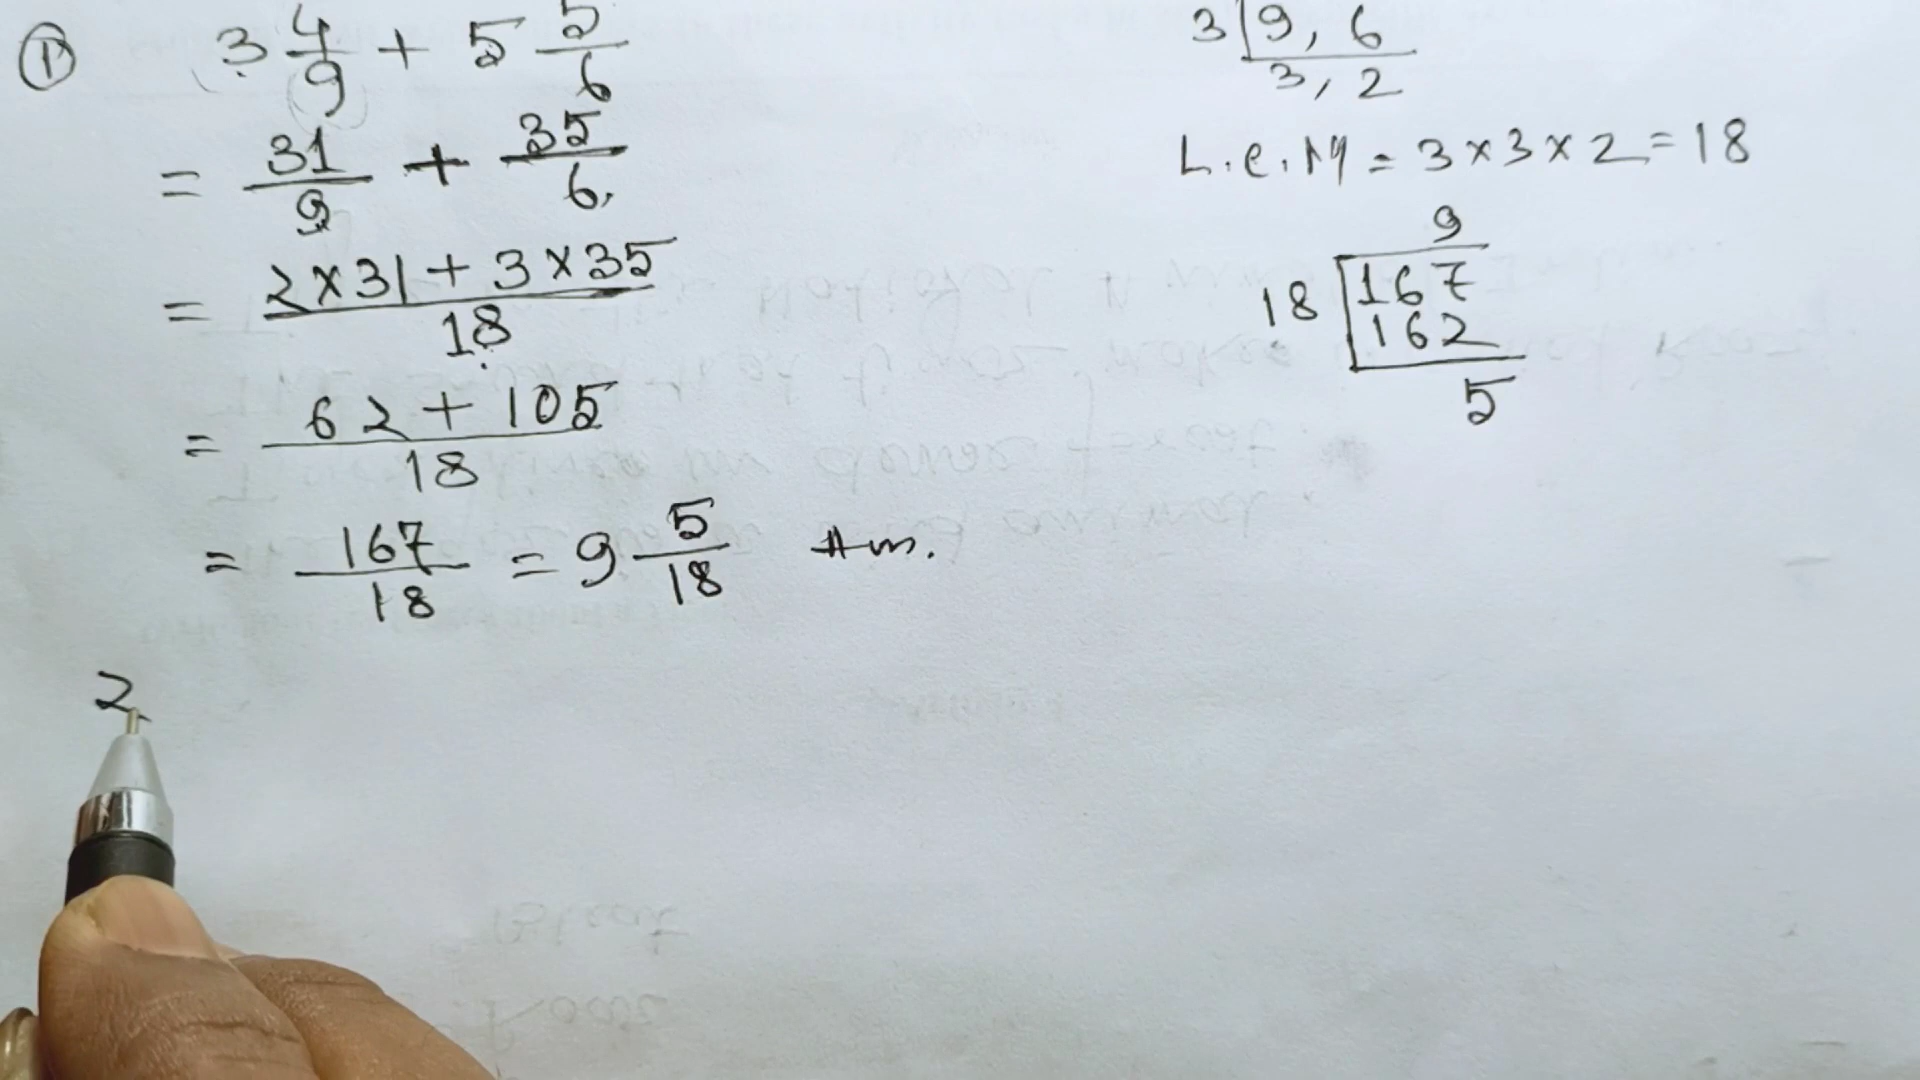 ① 3 4/9 + 5 5/6
= 31/9 + 35/6.
= 2×31 + 3×35 / 18
= 62 + 105 / 18
= 167/18 = 9 5/18 Ans.
2
3 | 9, 6
3, 2
L.C.M = 3×3×2 = 18
9
18 | 167
162
5